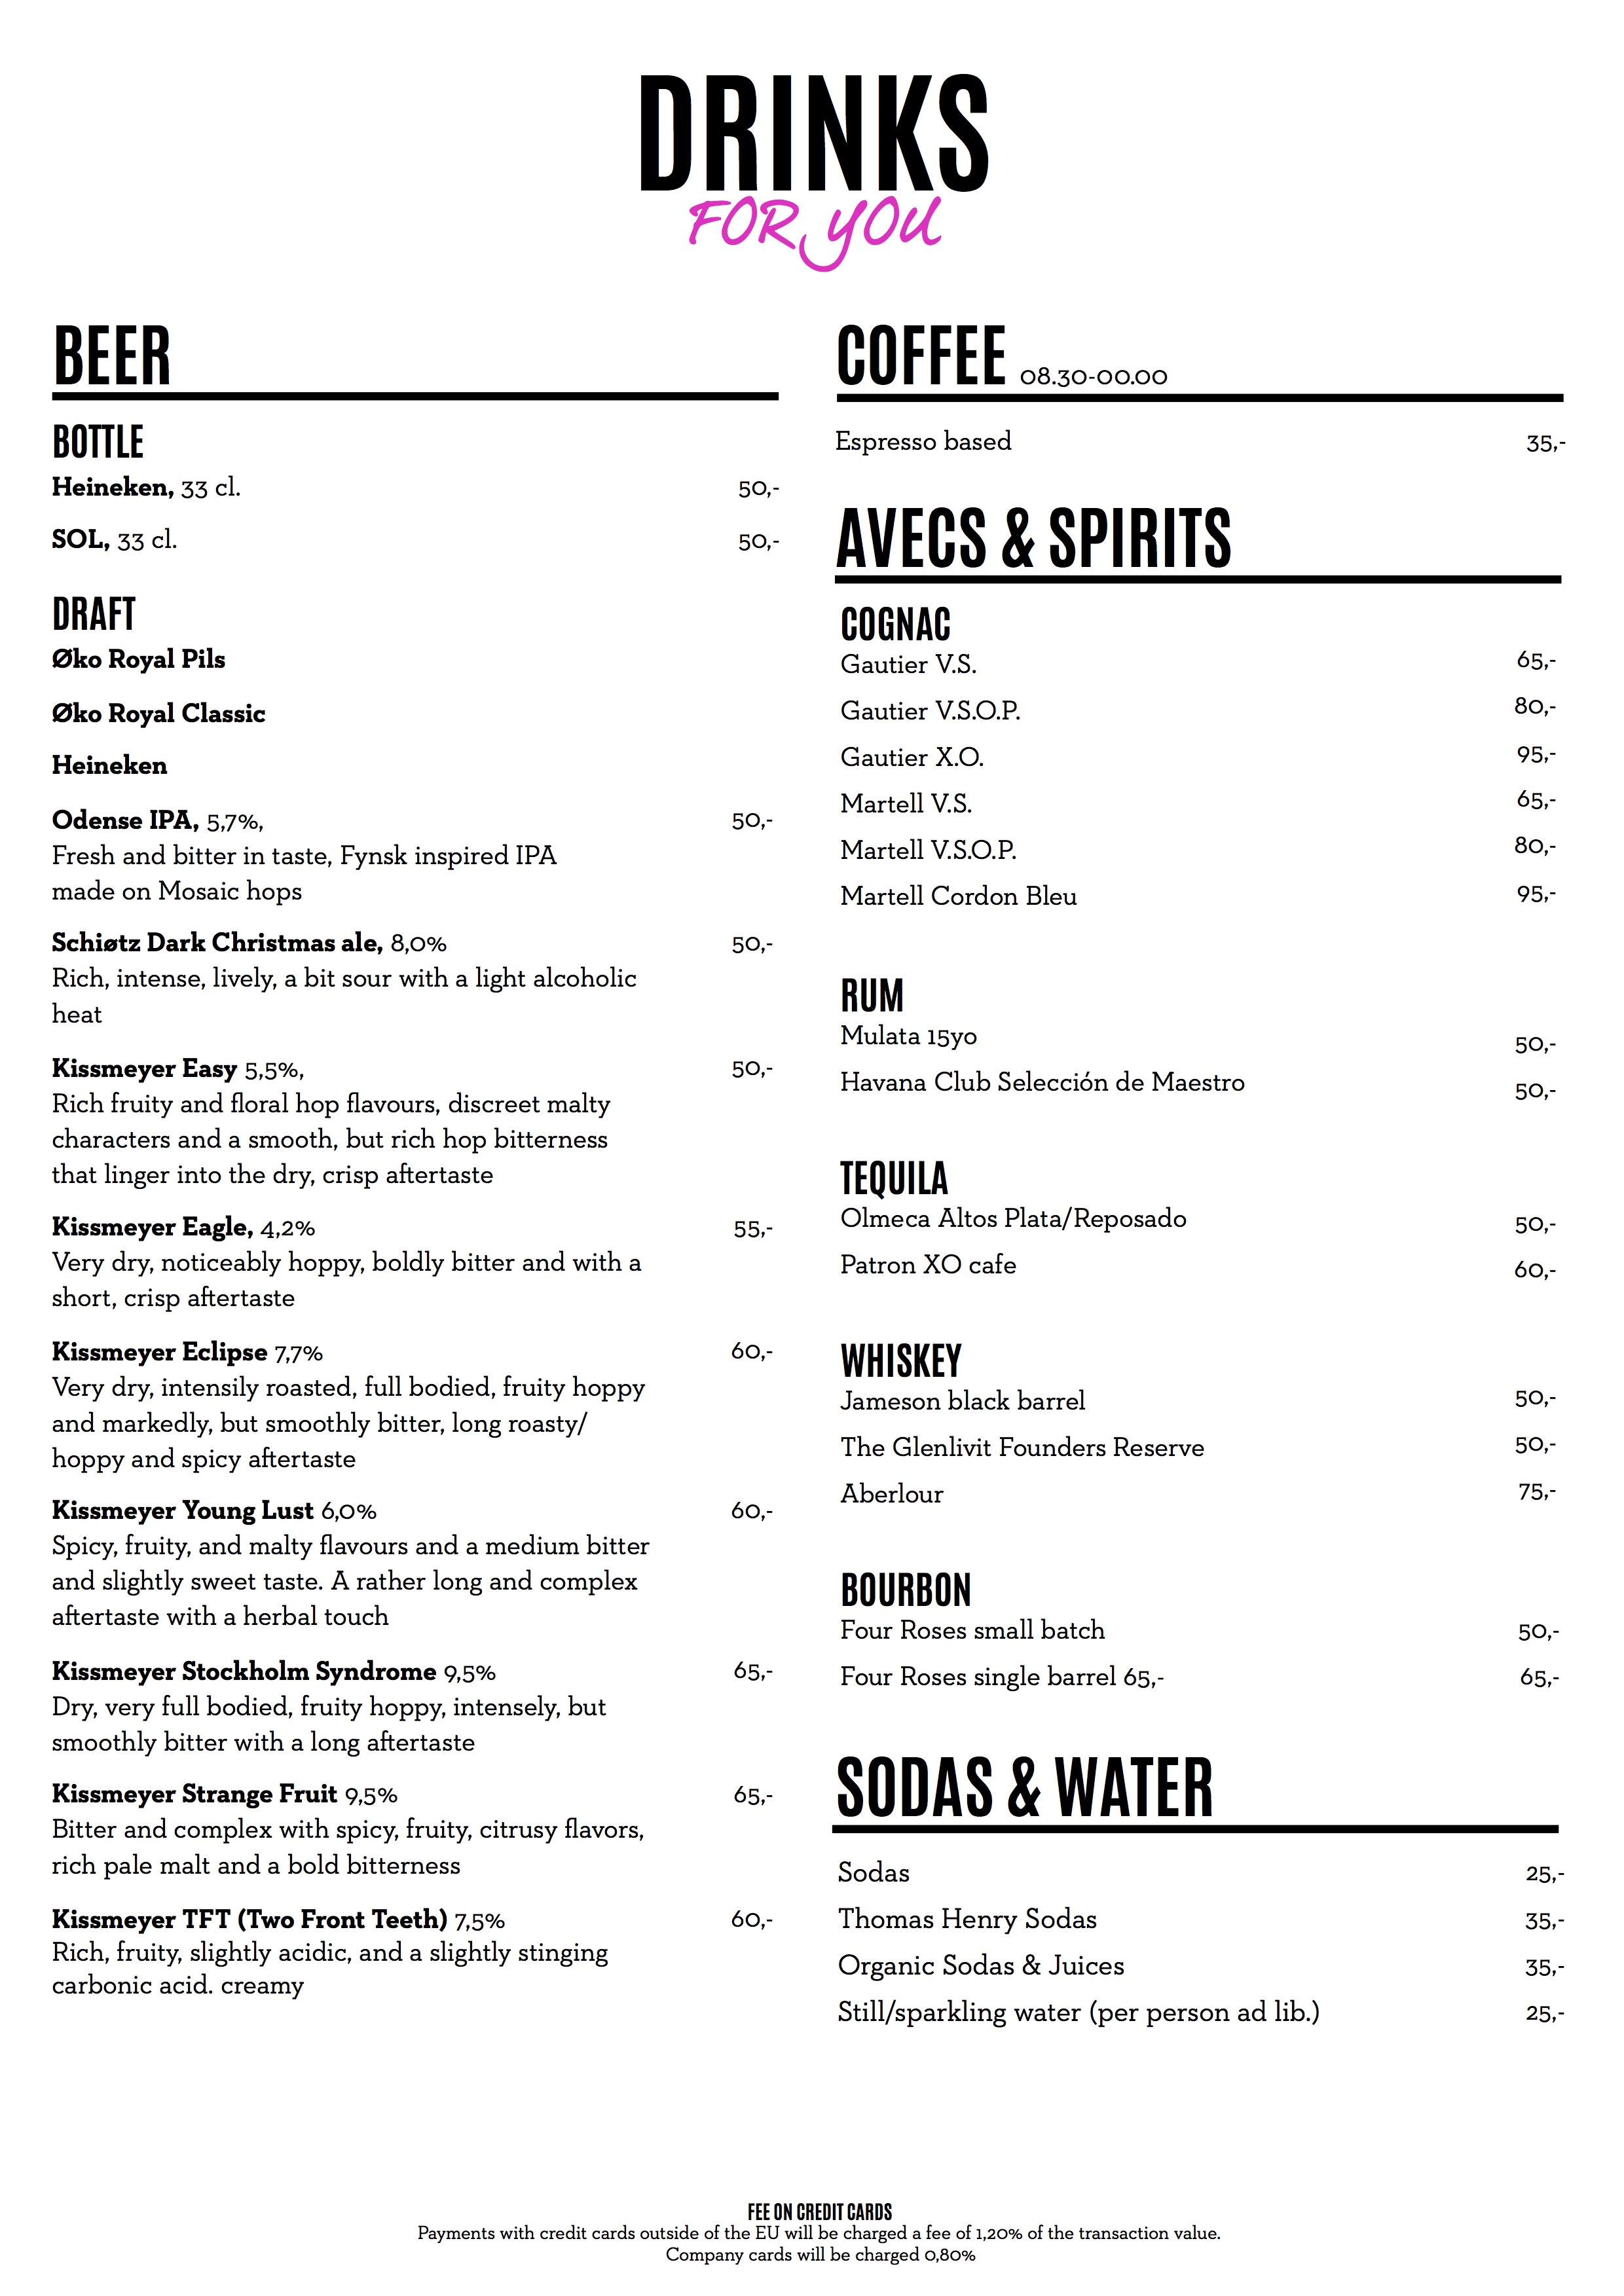 DRINKS
FOR YOU
BEER
BOTTLE
Heineken, 33 cl. 50,-
SOL, 33 cl. 50,-
DRAFT
Øko Royal Pils
Øko Royal Classic
Heineken
Odense IPA, 5,7%, 50,-
Fresh and bitter in taste, Fynsk inspired IPA
made on Mosaic hops
Schiøtz Dark Christmas ale, 8,0% 50,-
Rich, intense, lively, a bit sour with a light alcoholic
heat
Kissmeyer Easy 5,5%, 50,-
Rich fruity and floral hop flavours, discreet malty
characters and a smooth, but rich hop bitterness
that linger into the dry, crisp aftertaste
Kissmeyer Eagle, 4,2% 55,-
Very dry, noticeably hoppy, boldly bitter and with a
short, crisp aftertaste
Kissmeyer Eclipse 7,7% 60,-
Very dry, intensily roasted, full bodied, fruity hoppy
and markedly, but smoothly bitter, long roasty/
hoppy and spicy aftertaste
Kissmeyer Young Lust 6,0% 60,-
Spicy, fruity, and malty flavours and a medium bitter
and slightly sweet taste. A rather long and complex
aftertaste with a herbal touch
Kissmeyer Stockholm Syndrome 9,5% 65,-
Dry, very full bodied, fruity hoppy, intensely, but
smoothly bitter with a long aftertaste
Kissmeyer Strange Fruit 9,5% 65,-
Bitter and complex with spicy, fruity, citrusy flavors,
rich pale malt and a bold bitterness
Kissmeyer TFT (Two Front Teeth) 7,5% 60,-
Rich, fruity, slightly acidic, and a slightly stinging
carbonic acid. creamy
COFFEE 08.30-00.00
Espresso based 35,-
AVECS & SPIRITS
COGNAC
Gautier V.S. 65,-
Gautier V.S.O.P. 80,-
Gautier X.O. 95,-
Martell V.S. 65,-
Martell V.S.O.P. 80,-
Martell Cordon Bleu 95,-
RUM
Mulata 15yo 50,-
Havana Club Selección de Maestro 50,-
TEQUILA
Olmeca Altos Plata/Reposado 50,-
Patron XO cafe 60,-
WHISKEY
Jameson black barrel 50,-
The Glenlivit Founders Reserve 50,-
Aberlour 75,-
BOURBON
Four Roses small batch 50,-
Four Roses single barrel 65,- 65,-
SODAS & WATER
Sodas 25,-
Thomas Henry Sodas 35,-
Organic Sodas & Juices 35,-
Still/sparkling water (per person ad lib.) 25,-
FEE ON CREDIT CARDS
Payments with credit cards outside of the EU will be charged a fee of 1,20% of the transaction value.
Company cards will be charged 0,80%